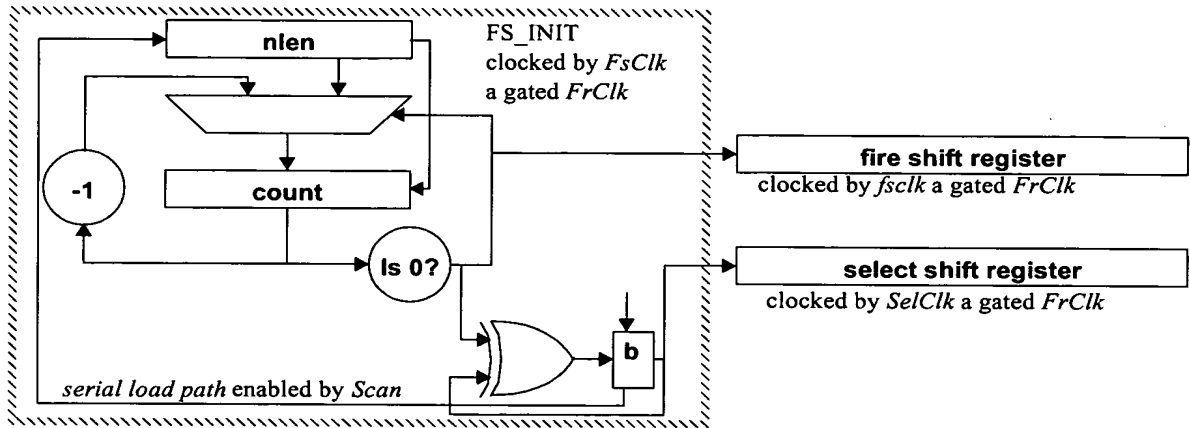 nlen
FS_INIT
clocked by FsClk
a gated FrClk
-1
count
Is 0?
fire shift register
clocked by fsclk a gated FrClk
select shift register
clocked by SelClk a gated FrClk
b
serial load path enabled by Scan